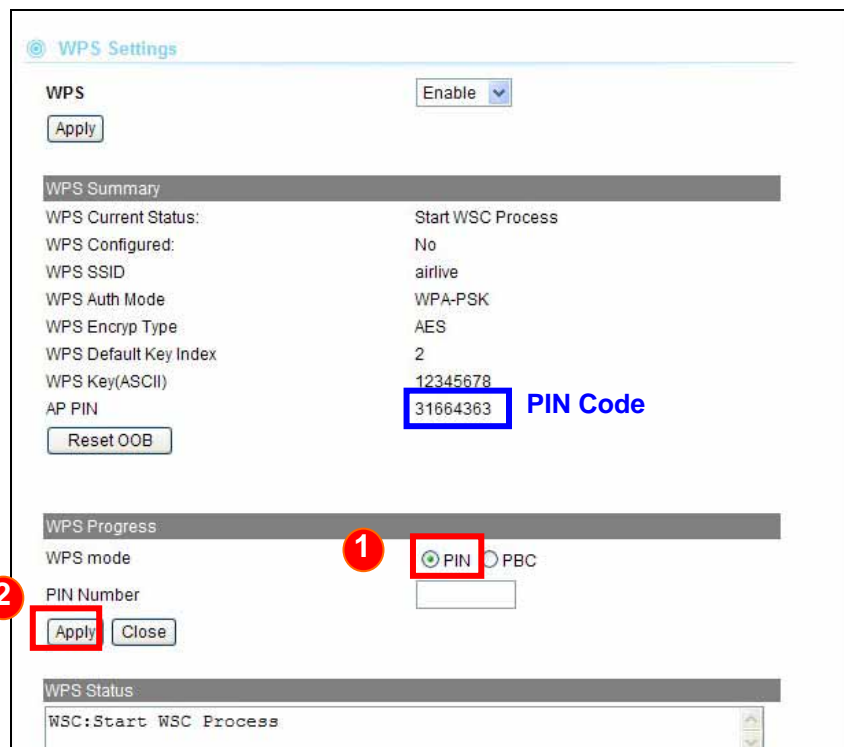 WPS Settings
WPS Enable
Apply
WPS Summary
WPS Current Status: Start WSC Process
WPS Configured: No
WPS SSID airlive
WPS Auth Mode WPA-PSK
WPS Encryp Type AES
WPS Default Key Index 2
WPS Key(ASCII) 12345678
AP PIN 31664363 PIN Code
Reset OOB
WPS Progress
WPS mode 1 PIN PBC
PIN Number
2 Apply Close
WPS Status
WSC:Start WSC Process